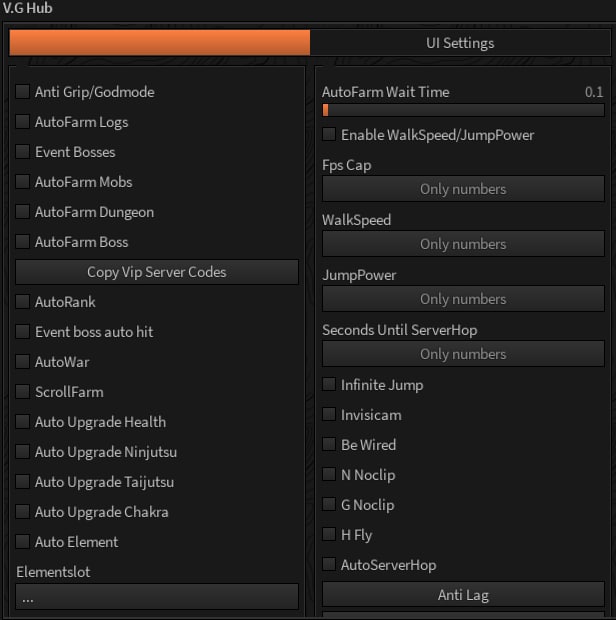 V.G Hub
UI Settings
Anti Grip/Godmode
AutoFarm Logs
Event Bosses
AutoFarm Mobs
AutoFarm Dungeon
AutoFarm Boss
Copy Vip Server Codes
AutoRank
Event boss auto hit
AutoWar
ScrollFarm
Auto Upgrade Health
Auto Upgrade Ninjutsu
Auto Upgrade Taijutsu
Auto Upgrade Chakra
Auto Element
Elementslot
...
AutoFarm Wait Time 0.1
Enable WalkSpeed/JumpPower
Fps Cap
Only numbers
WalkSpeed
Only numbers
JumpPower
Only numbers
Seconds Until ServerHop
Only numbers
Infinite Jump
Invisicam
Be Wired
N Noclip
G Noclip
H Fly
AutoServerHop
Anti Lag